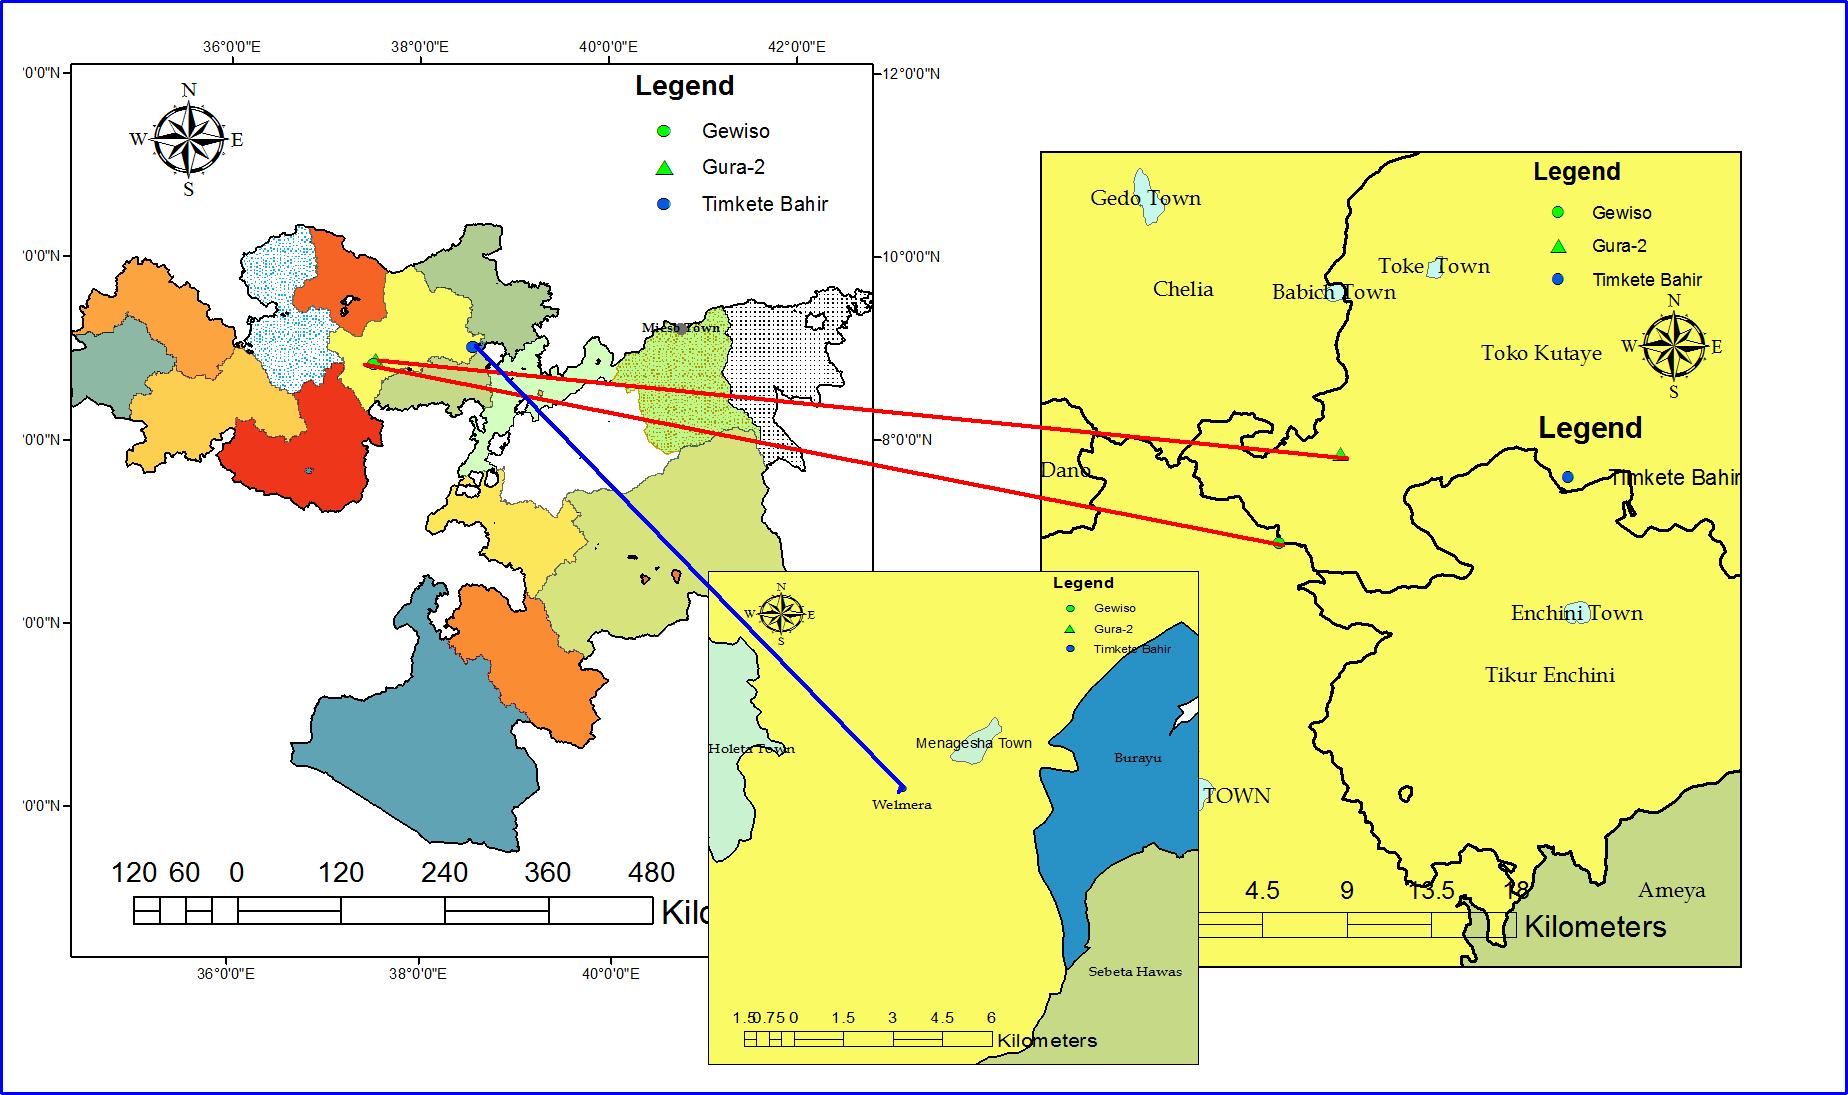 36°0'0"E 38°0'0"E 40°0'0"E 42°0'0"E
'0'0"N
12°0'0"N
Legend
Gewiso
Gura-2
Timkete Bahir
N
W E
S
'0'0"N
10°0'0"N
Mieso Town
'0'0"N
8°0'0"N
'0'0"N
'0'0"N
120 60 0 120 240 360 480
Kilo
36°0'0"E 38°0'0"E 40°0'0"E
Legend
Gewiso
Gura-2
Timkete Bahir
N
W E
S
Gedo Town
Toke Town
Chelia
Babich Town
Toko Kutaye
Legend
Timkete Bahir
Dano
Enchini Town
Tikur Enchini
TOWN
Ameya
4.5 9 13.5 18
Kilometers
N
W E
S
Legend
Gewiso
Gura-2
Timkete Bahir
Holeta Town
Menagesha Town
Burayu
Welmera
Sebeta Hawas
1.5 0.75 0 1.5 3 4.5 6
Kilometers